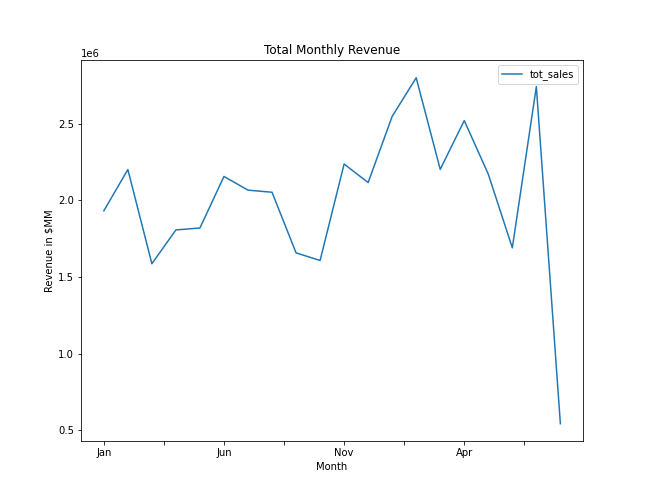 Total Monthly Revenue
1e6
tot_sales
2.5
2.0
1.5
1.0
0.5
Revenue in $MM
Jan Jun Nov Apr
Month